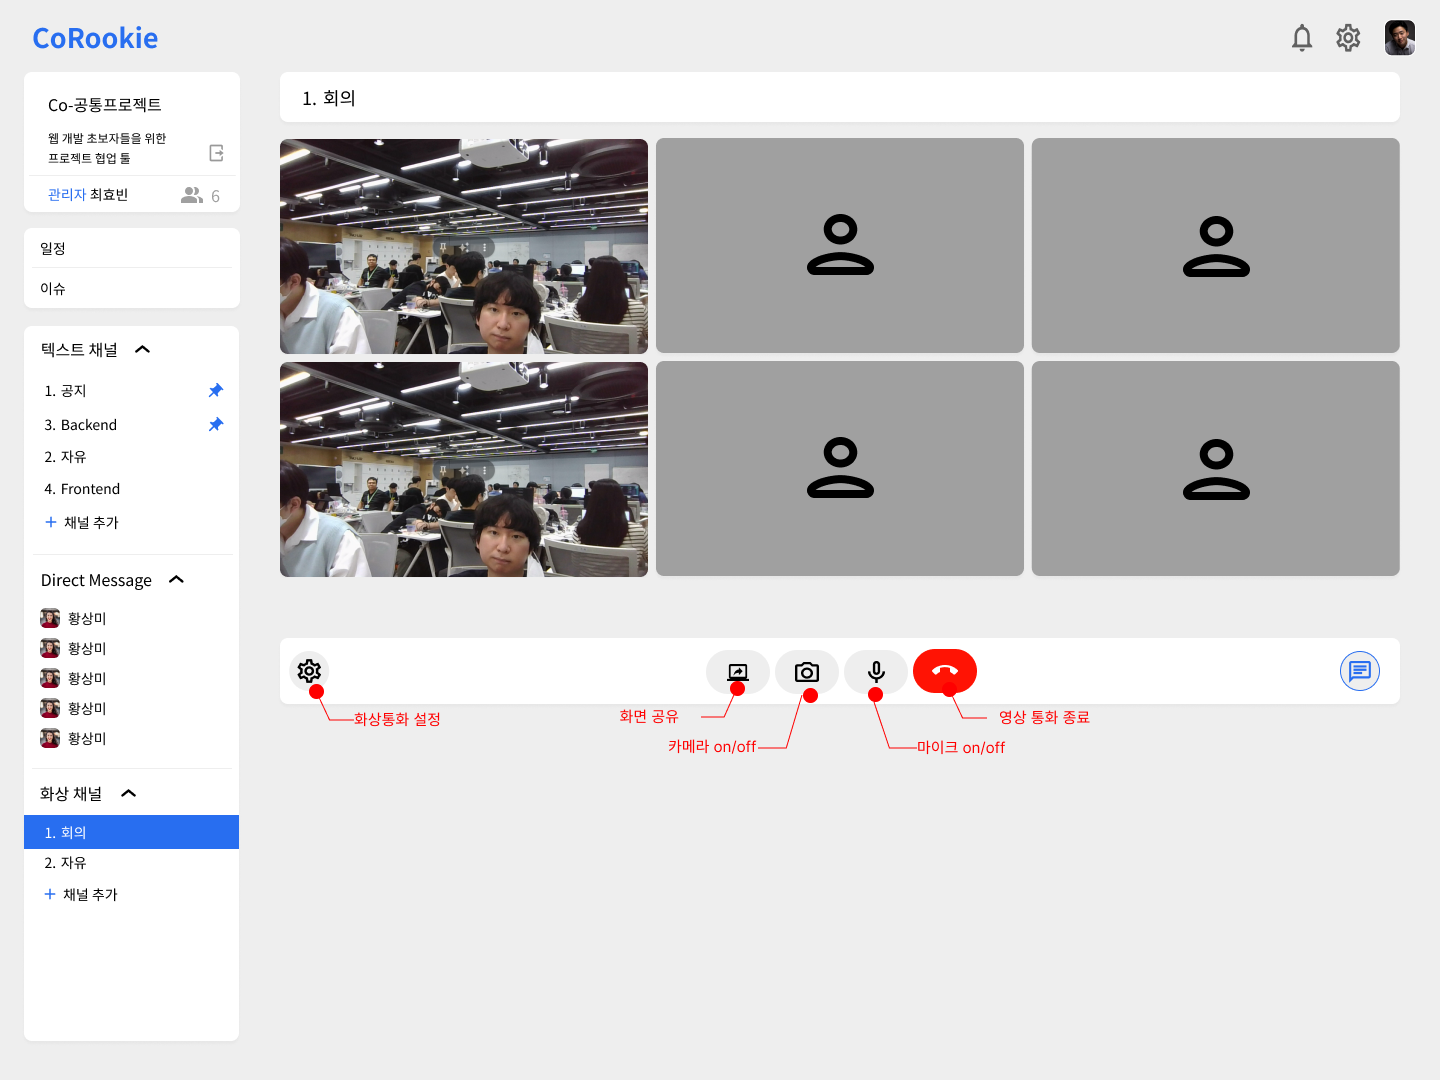 CoRookie
Co-공통프로젝트
웹 개발 초보자들을 위한
프로젝트 협업 툴
관리자 최효빈
6
일정
이슈
텍스트 채널
1. 공지
3. Backend
2. 자유
4. Frontend
+ 채널 추가
Direct Message
황상미
황상미
황상미
황상미
황상미
화상 채널
1. 회의
2. 자유
+ 채널 추가
1. 회의
화상통화 설정
화면 공유
카메라 on/off
마이크 on/off
영상 통화 종료